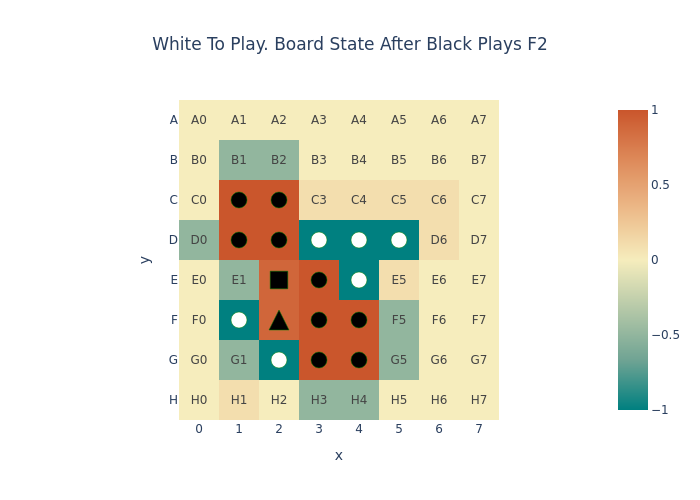 White To Play. Board State After Black Plays F2
A A0 A1 A2 A3 A4 A5 A6 A7
B B0 B1 B2 B3 B4 B5 B6 B7
C C0 C3 C4 C5 C6 C7
D D0 D6 D7
E E0 E1 E5 E6 E7
F F0 F5 F6 F7
G G0 G1 G5 G6 G7
H H0 H1 H2 H3 H4 H5 H6 H7
0 1 2 3 4 5 6 7
x
y
1
0.5
0
−0.5
−1